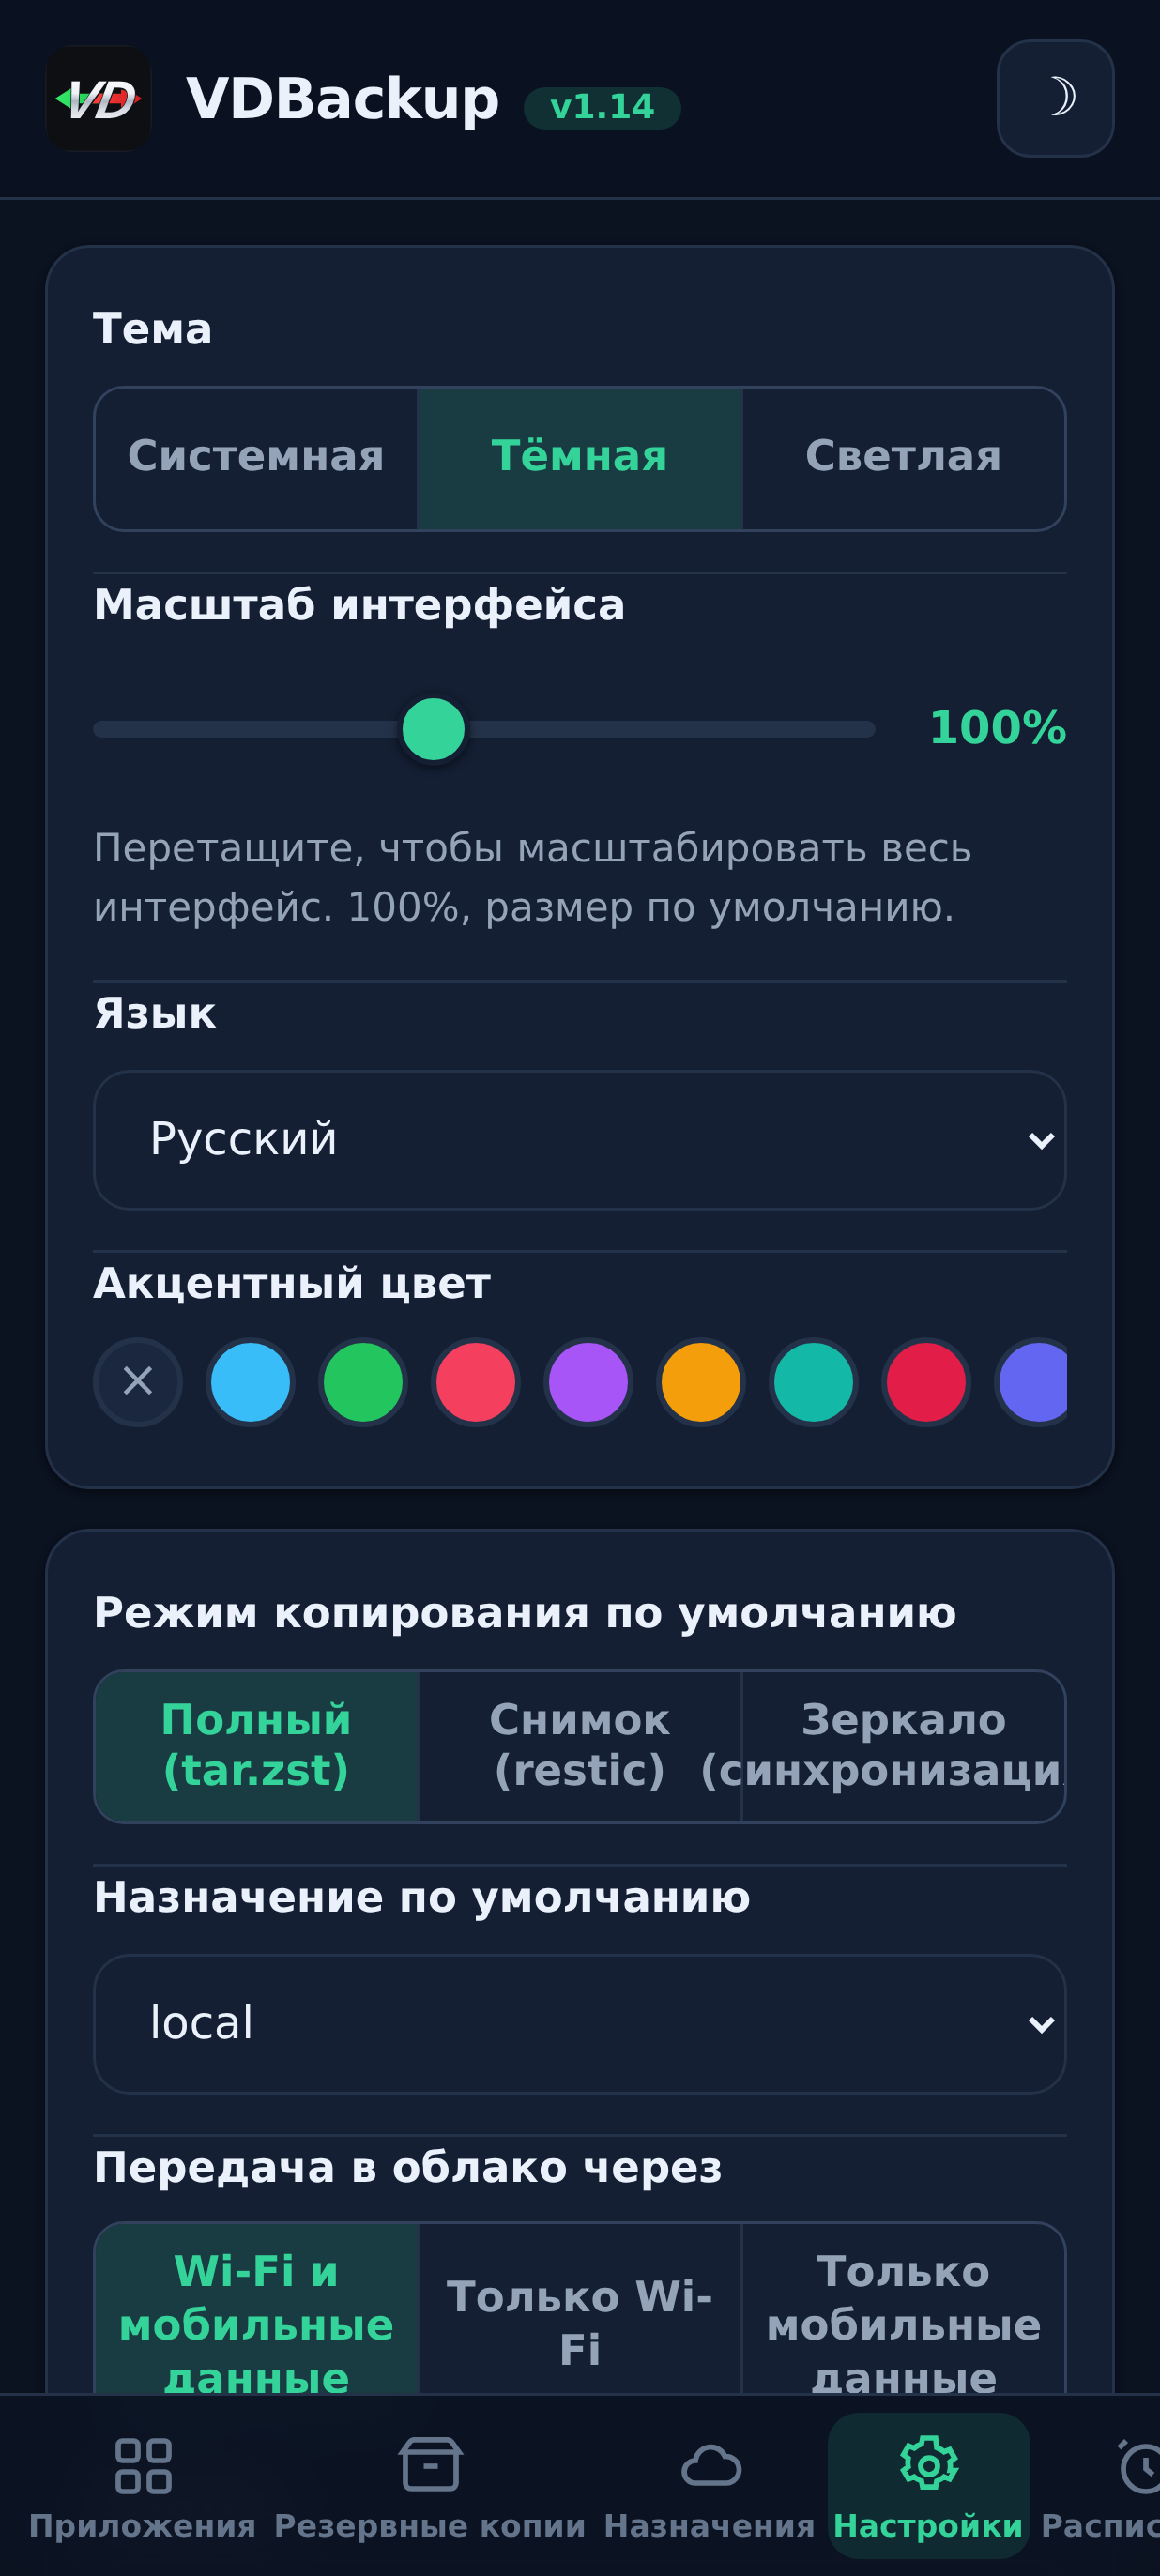 VD VDBackup v1.14
Тема
Системная Тёмная Светлая
Масштаб интерфейса
100%
Перетащите, чтобы масштабировать весь
интерфейс. 100%, размер по умолчанию.
Язык
Русский
Акцентный цвет
Режим копирования по умолчанию
Полный
(tar.zst)
Снимок
(restic)
Зеркало
(синхронизаци
Назначение по умолчанию
local
Передача в облако через
Wi-Fi и
мобильные
данные
Только Wi-
Fi
Только
мобильные
данные
Приложения Резервные копии Назначения Настройки Распис